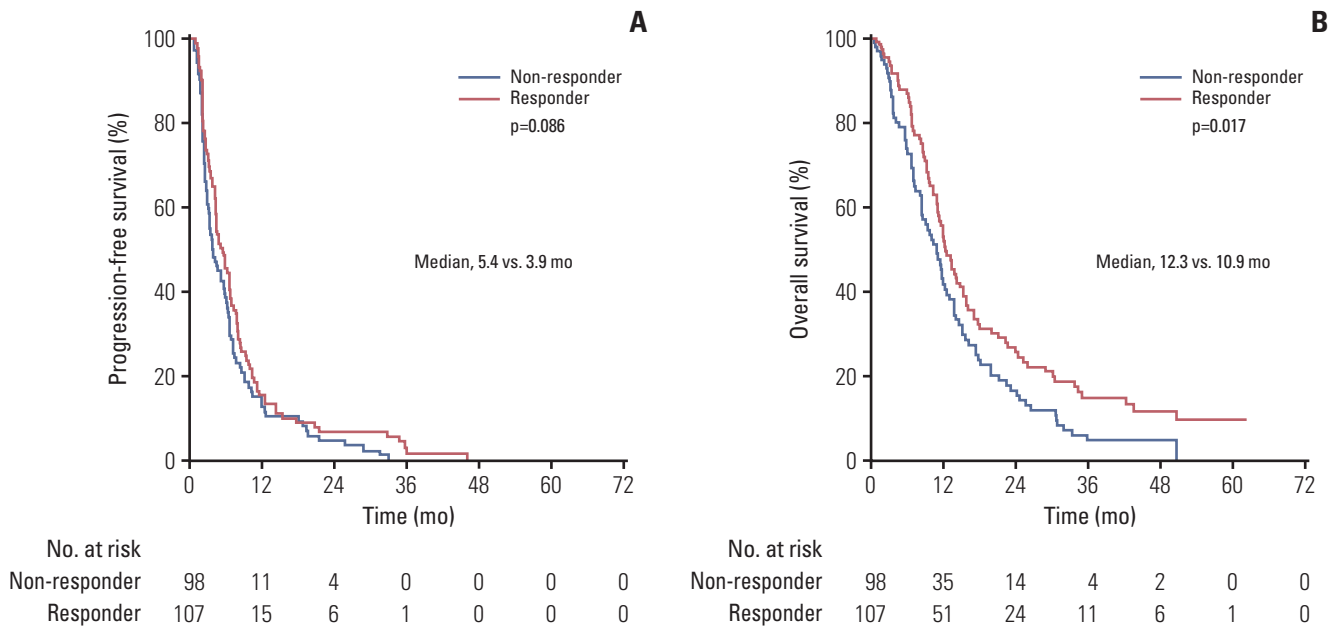 A
Progression-free survival (%)
100
80
60
40
20
0
Non-responder
Responder
p=0.086
Median, 5.4 vs. 3.9 mo
0 12 24 36 48 60 72
Time (mo)
No. at risk
Non-responder 98 11 4 0 0 0 0
Responder 107 15 6 1 0 0 0
B
Overall survival (%)
100
80
60
40
20
0
Non-responder
Responder
p=0.017
Median, 12.3 vs. 10.9 mo
0 12 24 36 48 60 72
Time (mo)
No. at risk
Non-responder 98 35 14 4 2 0 0
Responder 107 51 24 11 6 1 0